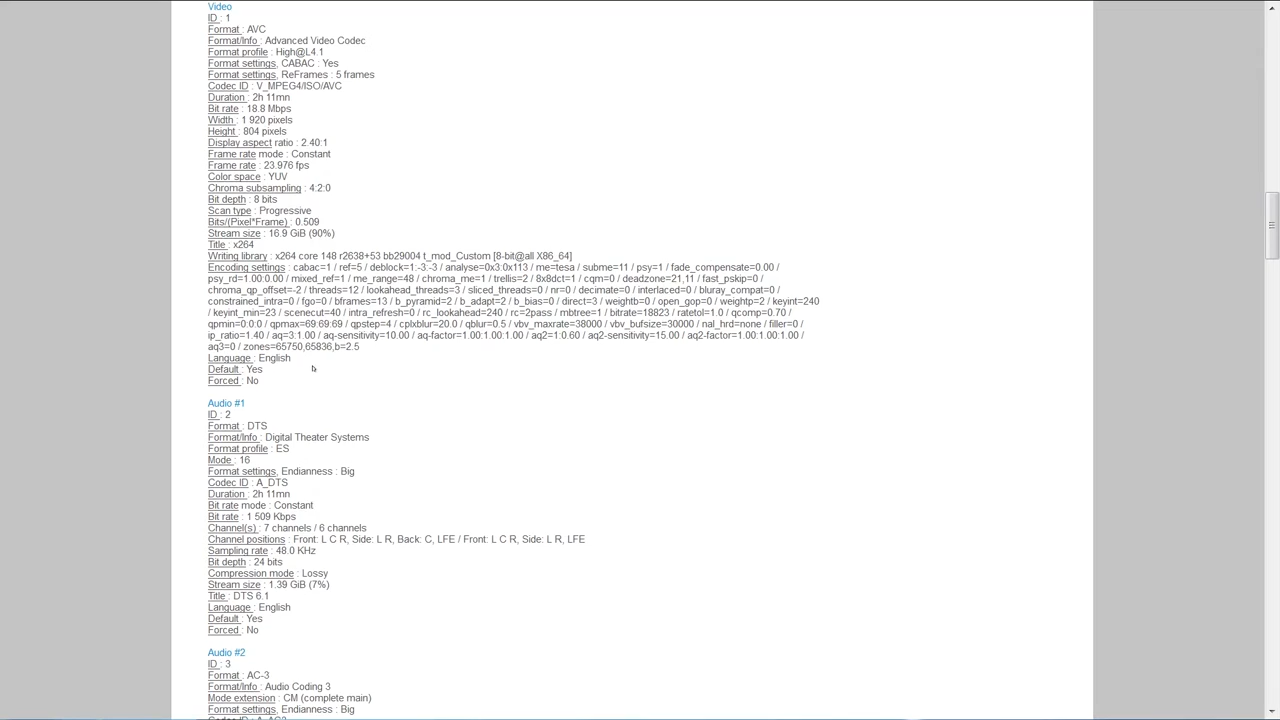 Video
ID : 1
Format : AVC
Format/Info : Advanced Video Codec
Format profile : High@L4.1
Format settings, CABAC : Yes
Format settings, ReFrames : 5 frames
Codec ID : V_MPEG4/ISO/AVC
Duration : 2h 11mn
Bit rate : 18.8 Mbps
Width : 1 920 pixels
Height : 804 pixels
Display aspect ratio : 2.40:1
Frame rate mode : Constant
Frame rate : 23.976 fps
Color space : YUV
Chroma subsampling : 4:2:0
Bit depth : 8 bits
Scan type : Progressive
Bits/(Pixel*Frame) : 0.509
Stream size : 16.9 GiB (90%)
Title : x264
Writing library : x264 core 148 r2638+53 bb29004 t_mod_Custom [8-bit@all X86_64]
Encoding settings : cabac=1 / ref=5 / deblock=1:-3:-3 / analyse=0x3:0x113 / me=tesa / subme=11 / psy=1 / fade_compensate=0.00 /
psy_rd=1.00:0.00 / mixed_ref=1 / me_range=48 / chroma_me=1 / trellis=2 / 8x8dct=1 / cqm=0 / deadzone=21,11 / fast_pskip=0 /
chroma_qp_offset=-2 / threads=12 / lookahead_threads=3 / sliced_threads=0 / nr=0 / decimate=0 / interlaced=0 / bluray_compat=0 /
constrained_intra=0 / fgo=0 / bframes=13 / b_pyramid=2 / b_adapt=2 / b_bias=0 / direct=3 / weightb=0 / open_gop=0 / weightp=2 / keyint=240
/ keyint_min=23 / scenecut=40 / intra_refresh=0 / rc_lookahead=240 / rc=2pass / mbtree=1 / bitrate=18823 / ratetol=1.0 / qcomp=0.70 /
qpmin=0:0:0 / qpmax=69:69:69 / qpstep=4 / cplxblur=20.0 / qblur=0.5 / vbv_maxrate=38000 / vbv_bufsize=30000 / nal_hrd=none / filler=0 /
ip_ratio=1.40 / aq=3:1.00 / aq-sensitivity=10.00 / aq-factor=1.00:1.00:1.00 / aq2=1:0.60 / aq2-sensitivity=15.00 / aq2-factor=1.00:1.00:1.00 /
aq3=0 / zones=65750,65836,b=2.5
Language : English
Default : Yes
Forced : No
Audio #1
ID : 2
Format : DTS
Format/Info : Digital Theater Systems
Format profile : ES
Mode : 16
Format settings, Endianness : Big
Codec ID : A_DTS
Duration : 2h 11mn
Bit rate mode : Constant
Bit rate : 1 509 Kbps
Channel(s) : 7 channels / 6 channels
Channel positions : Front: L C R, Side: L R, Back: C, LFE / Front: L C R, Side: L R, LFE
Sampling rate : 48.0 KHz
Bit depth : 24 bits
Compression mode : Lossy
Stream size : 1.39 GiB (7%)
Title : DTS 6.1
Language : English
Default : Yes
Forced : No
Audio #2
ID : 3
Format : AC-3
Format/Info : Audio Coding 3
Mode extension : CM (complete main)
Format settings, Endianness : Big
Codec ID : A_AC3